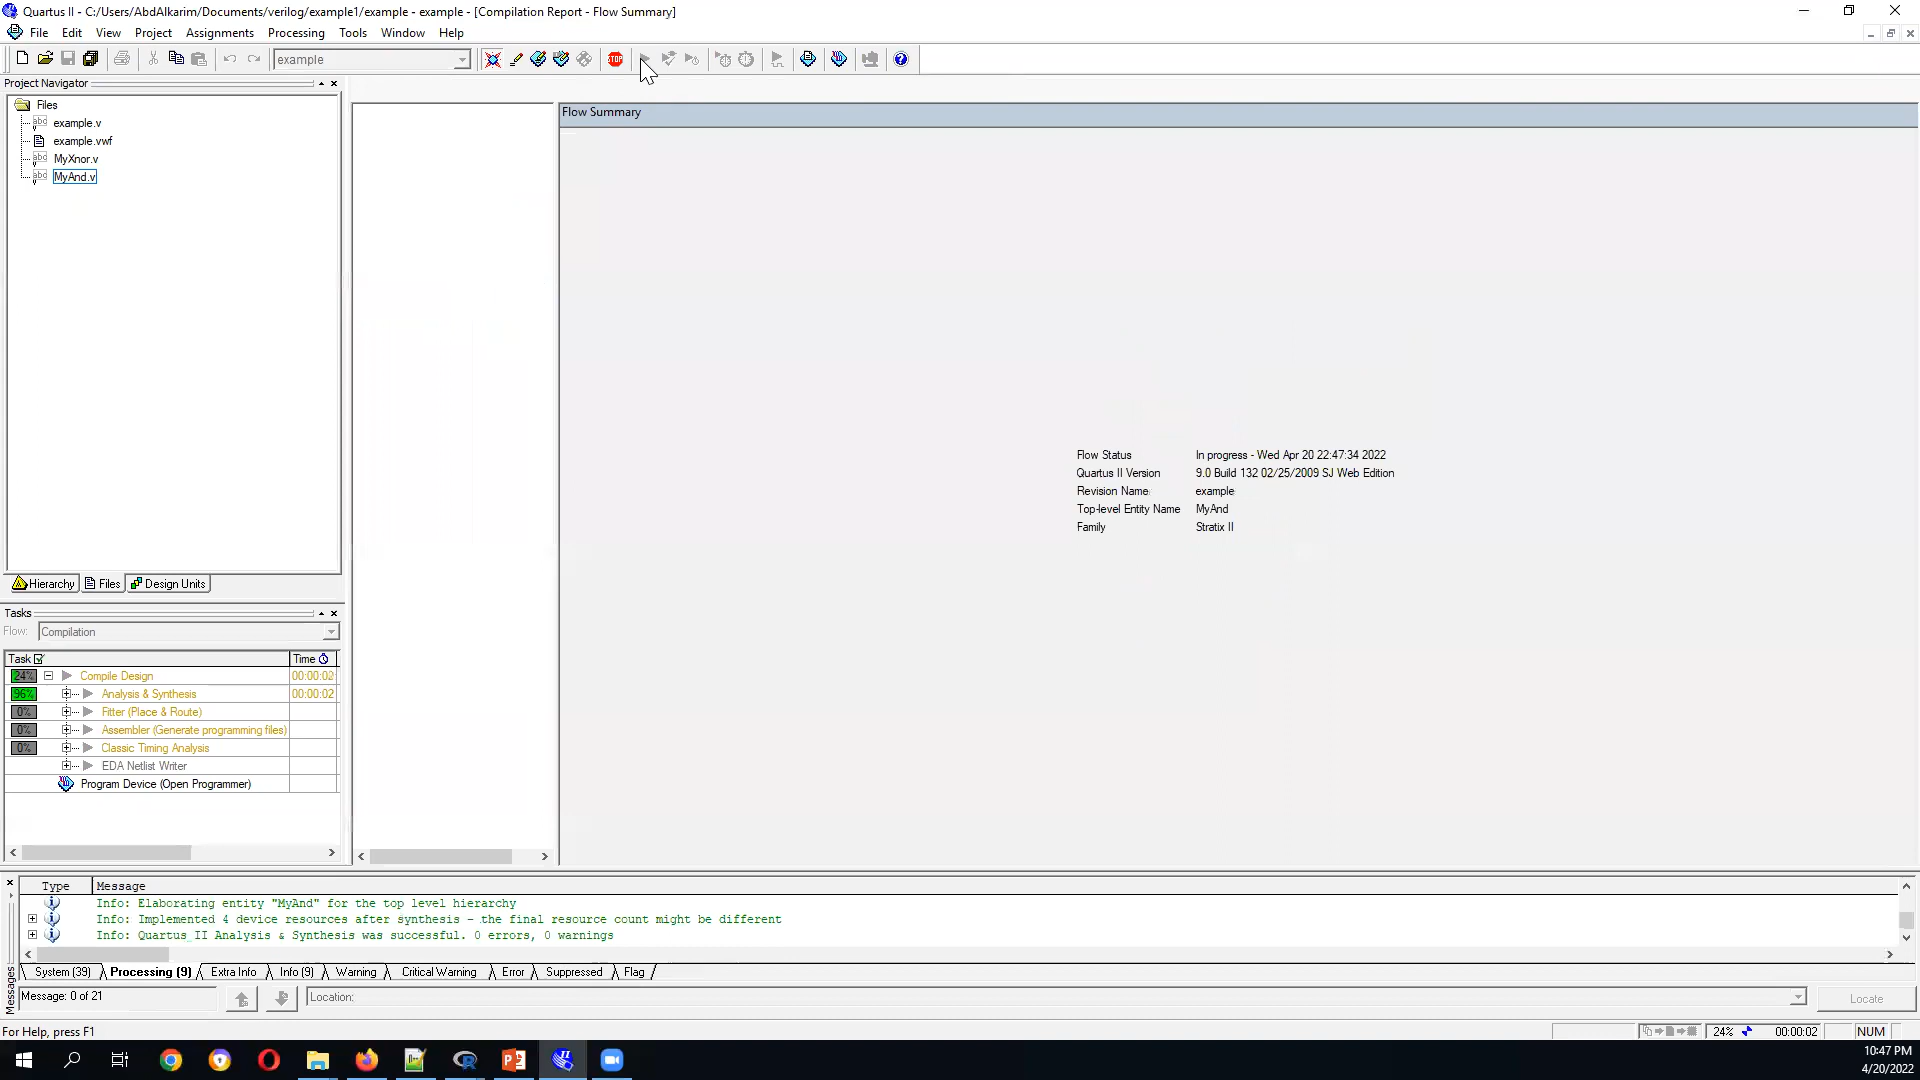 Quartus II - C:/Users/AbdAlkarim/Documents/verilog/example1/example - example - [Compilation Report - Flow Summary]
File Edit View Project Assignments Processing Tools Window Help
example
Project Navigator
Files
example.v
example.vwf
MyXnor.v
MyAnd.v
Hierarchy Files Design Units
Tasks
Flow: Compilation
Task Time
24% Compile Design 00:00:02
96% Analysis & Synthesis 00:00:02
0% Fitter (Place & Route)
0% Assembler (Generate programming files)
0% Classic Timing Analysis
EDA Netlist Writer
Program Device (Open Programmer)
Flow Summary
Flow Status In progress - Wed Apr 20 22:47:34 2022
Quartus II Version 9.0 Build 132 02/25/2009 SJ Web Edition
Revision Name example
Top-level Entity Name MyAnd
Family Stratix II
Type Message
Info: Elaborating entity "MyAnd" for the top level hierarchy
Info: Implemented 4 device resources after synthesis - the final resource count might be different
Info: Quartus II Analysis & Synthesis was successful. 0 errors, 0 warnings
System (39) Processing (9) Extra Info Info (9) Warning Critical Warning Error Suppressed Flag
Messages
Message: 0 of 21 Location: Locate
For Help, press F1 24% 00:00:02 NUM
10:47 PM
4/20/2022